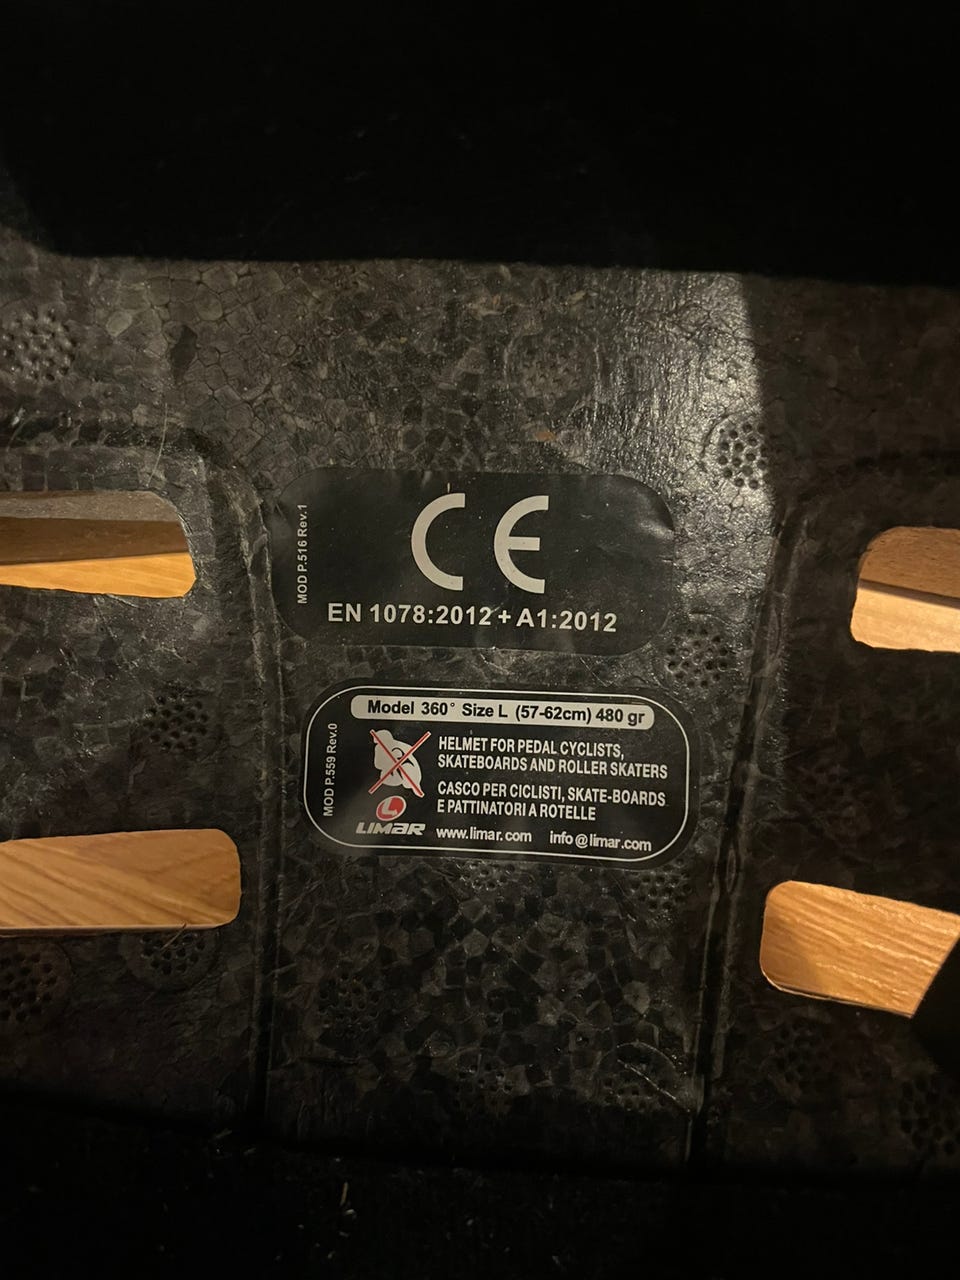 MOD P.516 Rev.1
CE
EN 1078:2012 + A1:2012
Model 360° Size L (57-62cm) 480 gr
MOD P.559 Rev.0
HELMET FOR PEDAL CYCLISTS,
SKATEBOARDS AND ROLLER SKATERS
CASCO PER CICLISTI, SKATE-BOARDS
E PATTINATORI A ROTELLE
LIMAR www.limar.com info@limar.com